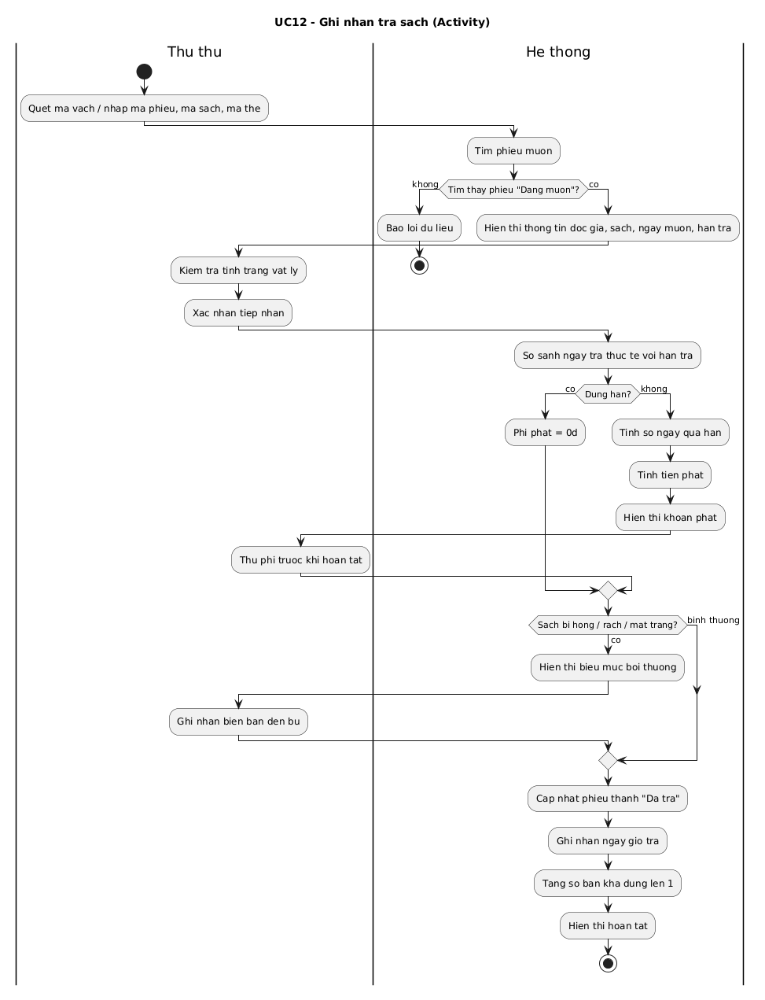 UC12 - Ghi nhan tra sach (Activity)
Thu thu
He thong
Quet ma vach / nhap ma phieu, ma sach, ma the
Tim phieu muon
khong
Tim thay phieu "Dang muon"?
co
Bao loi du lieu
Hien thi thong tin doc gia, sach, ngay muon, han tra
Kiem tra tinh trang vat ly
Xac nhan tiep nhan
So sanh ngay tra thuc te voi han tra
co
Dung han?
khong
Phi phat = 0d
Tinh so ngay qua han
Tinh tien phat
Hien thi khoan phat
Thu phi truoc khi hoan tat
Sach bi hong / rach / mat trang?
binh thuong
co
Hien thi bieu muc boi thuong
Ghi nhan bien ban den bu
Cap nhat phieu thanh "Da tra"
Ghi nhan ngay gio tra
Tang so ban kha dung len 1
Hien thi hoan tat